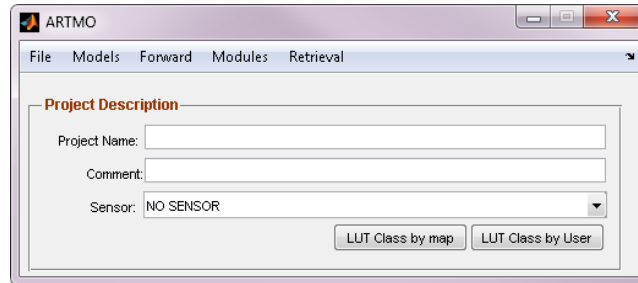 ARTMO
File Models Forward Modules Retrieval
Project Description
Project Name:
Comment:
Sensor: NO SENSOR
LUT Class by map LUT Class by User